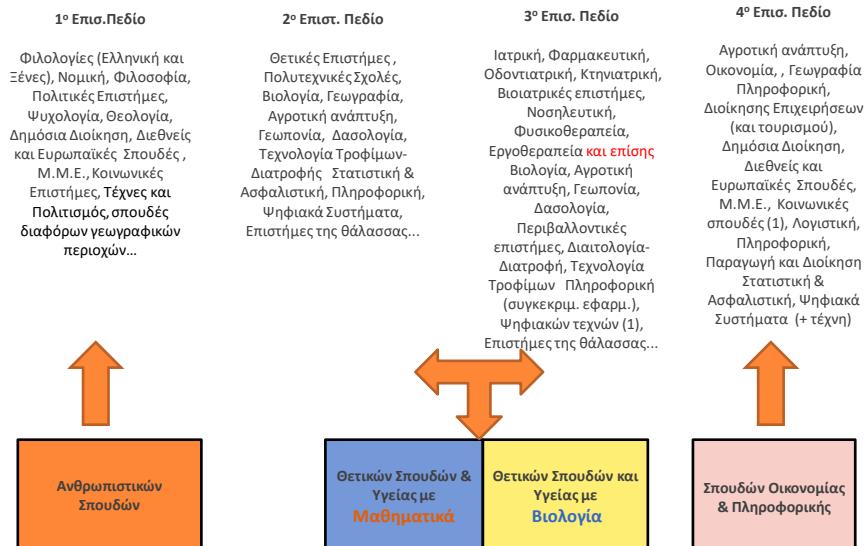 1ο Επισ.Πεδίο
Φιλολογίες (Ελληνική και
Ξένες), Νομική, Φιλοσοφία,
Πολιτικές Επιστήμες,
Ψυχολογία, Θεολογία,
Δημόσια Διοίκηση, Διεθνείς
και Ευρωπαϊκές Σπουδές ,
Μ.Μ.Ε., Κοινωνικές
Επιστήμες, Τέχνες και
Πολιτισμός, σπουδές
διαφόρων γεωγραφικών
περιοχών…
2ο Επιστ. Πεδίο
Θετικές Επιστήμες ,
Πολυτεχνικές Σχολές,
Βιολογία, Γεωγραφία,
Αγροτική ανάπτυξη,
Γεωπονία, Δασολογία,
Τεχνολογία Τροφίμων-
Διατροφής Στατιστική &
Ασφαλιστική, Πληροφορική,
Ψηφιακά Συστήματα,
Επιστήμες της θάλασσας...
3ο Επισ. Πεδίο
Ιατρική, Φαρμακευτική,
Οδοντιατρική, Κτηνιατρική,
Βιοιατρικές επιστήμες,
Νοσηλευτική,
Φυσικοθεραπεία,
Εργοθεραπεία και επίσης
Βιολογία, Αγροτική
ανάπτυξη, Γεωπονία,
Δασολογία,
Περιβαλλοντικές
επιστήμες, Διαιτολογία-
Διατροφή, Τεχνολογία
Τροφίμων Πληροφορική
(συγκεκριμ. εφαρμ.),
Ψηφιακών τεχνών (1),
Επιστήμες της θάλασσας...
4ο Επισ. Πεδίο
Αγροτική ανάπτυξη,
Οικονομία, , Γεωγραφία
Πληροφορική,
Διοίκησης Επιχειρήσεων
(και τουρισμού),
Δημόσια Διοίκηση,
Διεθνείς και
Ευρωπαϊκές Σπουδές,
Μ.Μ.Ε., Κοινωνικές
σπουδές (1), Λογιστική,
Πληροφορική,
Παραγωγή και Διοίκηση
Στατιστική &
Ασφαλιστική, Ψηφιακά
Συστήματα (+ τέχνη)
Ανθρωπιστικών
Σπουδών
Θετικών Σπουδών &
Υγείας με
Μαθηματικά
Θετικών Σπουδών και
Υγείας με
Βιολογία
Σπουδών Οικονομίας
& Πληροφορικής